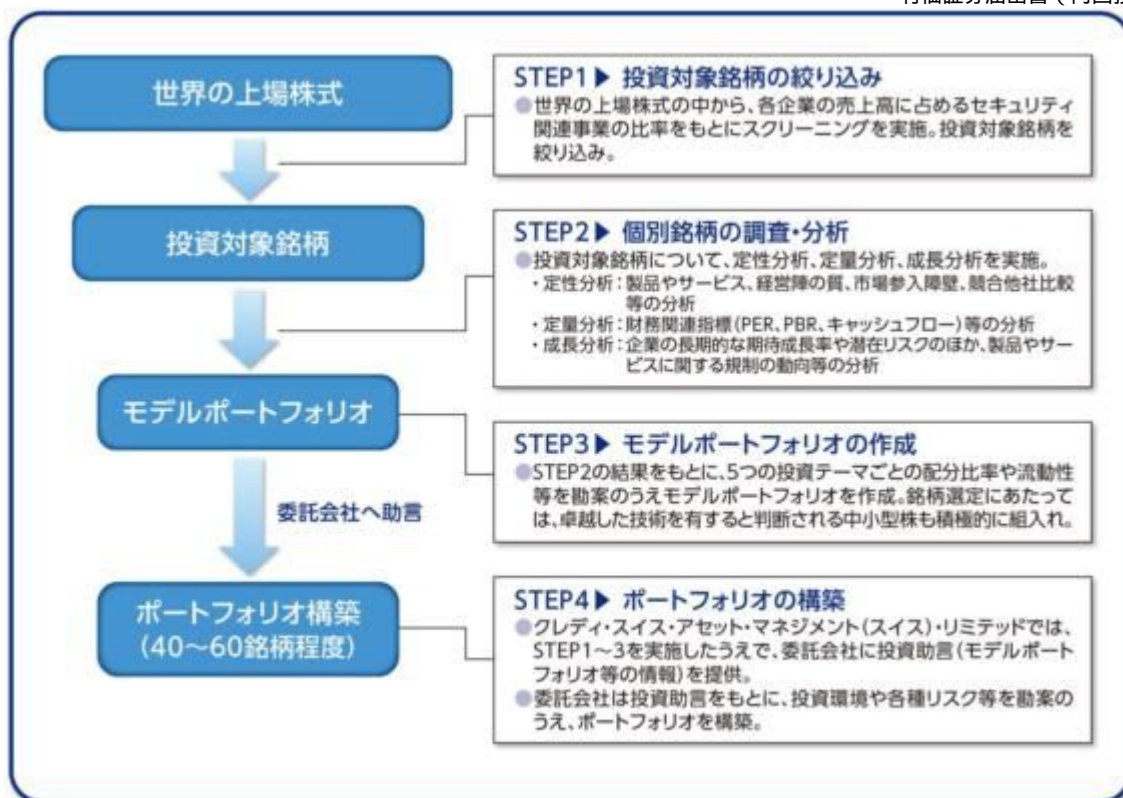 世界の上場株式
STEP1▶ 投資対象銘柄の絞り込み
●世界の上場株式の中から、各企業の売上高に占めるセキュリティ
関連事業の比率をもとにスクリーニングを実施。投資対象銘柄を
絞り込み。
投資対象銘柄
STEP2▶ 個別銘柄の調査・分析
●投資対象銘柄について、定性分析、定量分析、成長分析を実施。
・定性分析：製品やサービス、経営陣の質、市場参入障壁、競合他社比較
等の分析
・定量分析：財務関連指標（PER、PBR、キャッシュフロー）等の分析
・成長分析：企業の長期的な期待成長率や潜在リスクのほか、製品やサー
ビスに関する規制の動向等の分析
モデルポートフォリオ
STEP3▶ モデルポートフォリオの作成
●STEP2の結果をもとに、5つの投資テーマごとの配分比率や流動性
等を勘案のうえモデルポートフォリオを作成。銘柄選定にあたって
は、卓越した技術を有すると判断される中小型株も積極的に組入れ。
委託会社へ助言
ポートフォリオ構築
（40～60銘柄程度）
STEP4▶ ポートフォリオの構築
●クレディ・スイス・アセット・マネジメント（スイス）・リミテッドでは、
STEP1～3を実施したうえで、委託会社に投資助言（モデルポート
フォリオ等の情報）を提供。
●委託会社は投資助言をもとに、投資環境や各種リスク等を勘案の
うえ、ポートフォリオを構築。